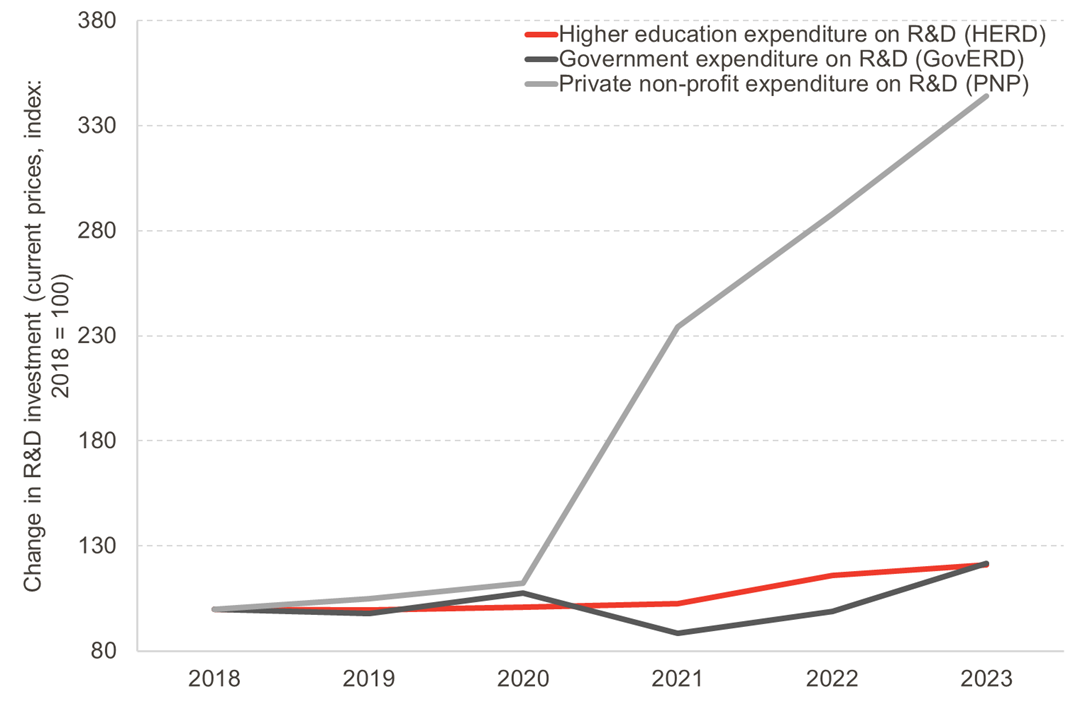 380
330
280
230
180
130
80
Change in R&D investment (current prices, index:
2018 = 100)
Higher education expenditure on R&D (HERD)
Government expenditure on R&D (GovERD)
Private non-profit expenditure on R&D (PNP)
2018 2019 2020 2021 2022 2023